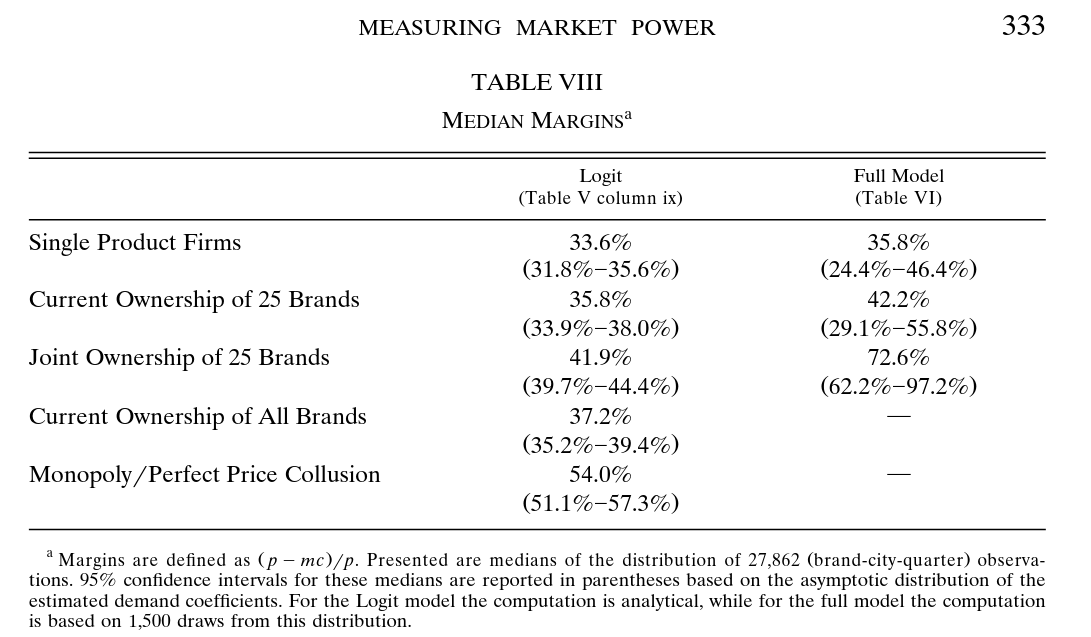 MEASURING MARKET POWER 333
TABLE VIII
MEDIAN MARGINSa
Logit Full Model
(Table V column ix) (Table VI)
Single Product Firms 33.6% 35.8%
(31.8%−35.6%) (24.4%−46.4%)
Current Ownership of 25 Brands 35.8% 42.2%
(33.9%−38.0%) (29.1%−55.8%)
Joint Ownership of 25 Brands 41.9% 72.6%
(39.7%−44.4%) (62.2%−97.2%)
Current Ownership of All Brands 37.2% —
(35.2%−39.4%)
Monopoly/Perfect Price Collusion 54.0% —
(51.1%−57.3%)
a Margins are defined as (p − mc)/p. Presented are medians of the distribution of 27,862 (brand-city-quarter) observa-
tions. 95% confidence intervals for these medians are reported in parentheses based on the asymptotic distribution of the
estimated demand coefficients. For the Logit model the computation is analytical, while for the full model the computation
is based on 1,500 draws from this distribution.